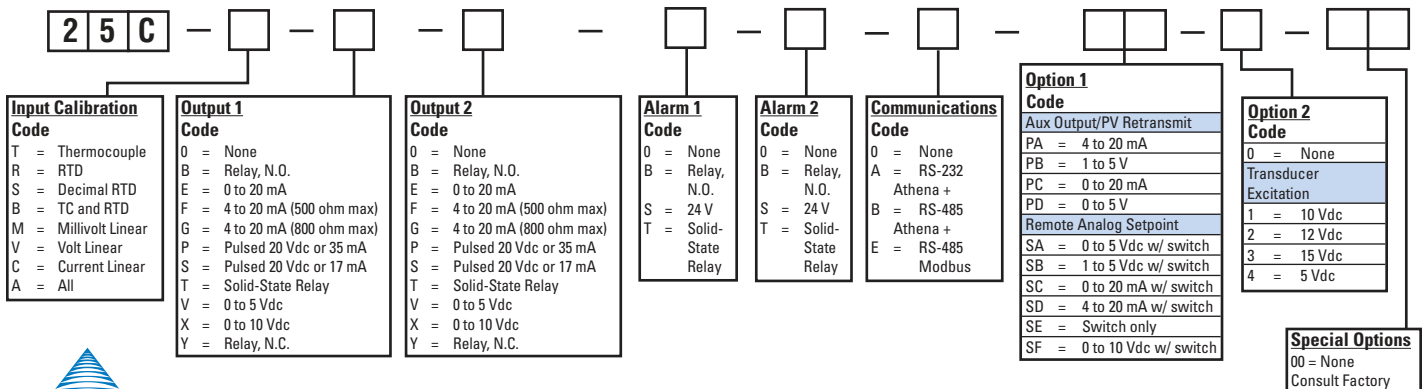 2 5 C – – – – – – – – –
Input Calibration
Code
T = Thermocouple
R = RTD
S = Decimal RTD
B = TC and RTD
M = Millivolt Linear
V = Volt Linear
C = Current Linear
A = All
Output 1
Code
0 = None
B = Relay, N.O.
E = 0 to 20 mA
F = 4 to 20 mA (500 ohm max)
G = 4 to 20 mA (800 ohm max)
P = Pulsed 20 Vdc or 35 mA
S = Pulsed 20 Vdc or 17 mA
T = Solid-State Relay
V = 0 to 5 Vdc
X = 0 to 10 Vdc
Y = Relay, N.C.
Output 2
Code
0 = None
B = Relay, N.O.
E = 0 to 20 mA
F = 4 to 20 mA (500 ohm max)
G = 4 to 20 mA (800 ohm max)
P = Pulsed 20 Vdc or 35 mA
S = Pulsed 20 Vdc or 17 mA
T = Solid-State Relay
V = 0 to 5 Vdc
X = 0 to 10 Vdc
Y = Relay, N.C.
Alarm 1
Code
0 = None
B = Relay,
N.O.
S = 24 V
T = Solid-
State
Relay
Alarm 2
Code
0 = None
B = Relay,
N.O.
S = 24 V
T = Solid-
State
Relay
Communications
Code
0 = None
A = RS-232
Athena +
B = RS-485
Athena +
E = RS-485
Modbus
Option 1
Code
Aux Output/PV Retransmit
PA = 4 to 20 mA
PB = 1 to 5 V
PC = 0 to 20 mA
PD = 0 to 5 V
Remote Analog Setpoint
SA = 0 to 5 Vdc w/ switch
SB = 1 to 5 Vdc w/ switch
SC = 0 to 20 mA w/ switch
SD = 4 to 20 mA w/ switch
SE = Switch only
SF = 0 to 10 Vdc w/ switch
Option 2
Code
0 = None
Transducer
Excitation
1 = 10 Vdc
2 = 12 Vdc
3 = 15 Vdc
4 = 5 Vdc
Special Options
00 = None
Consult Factory